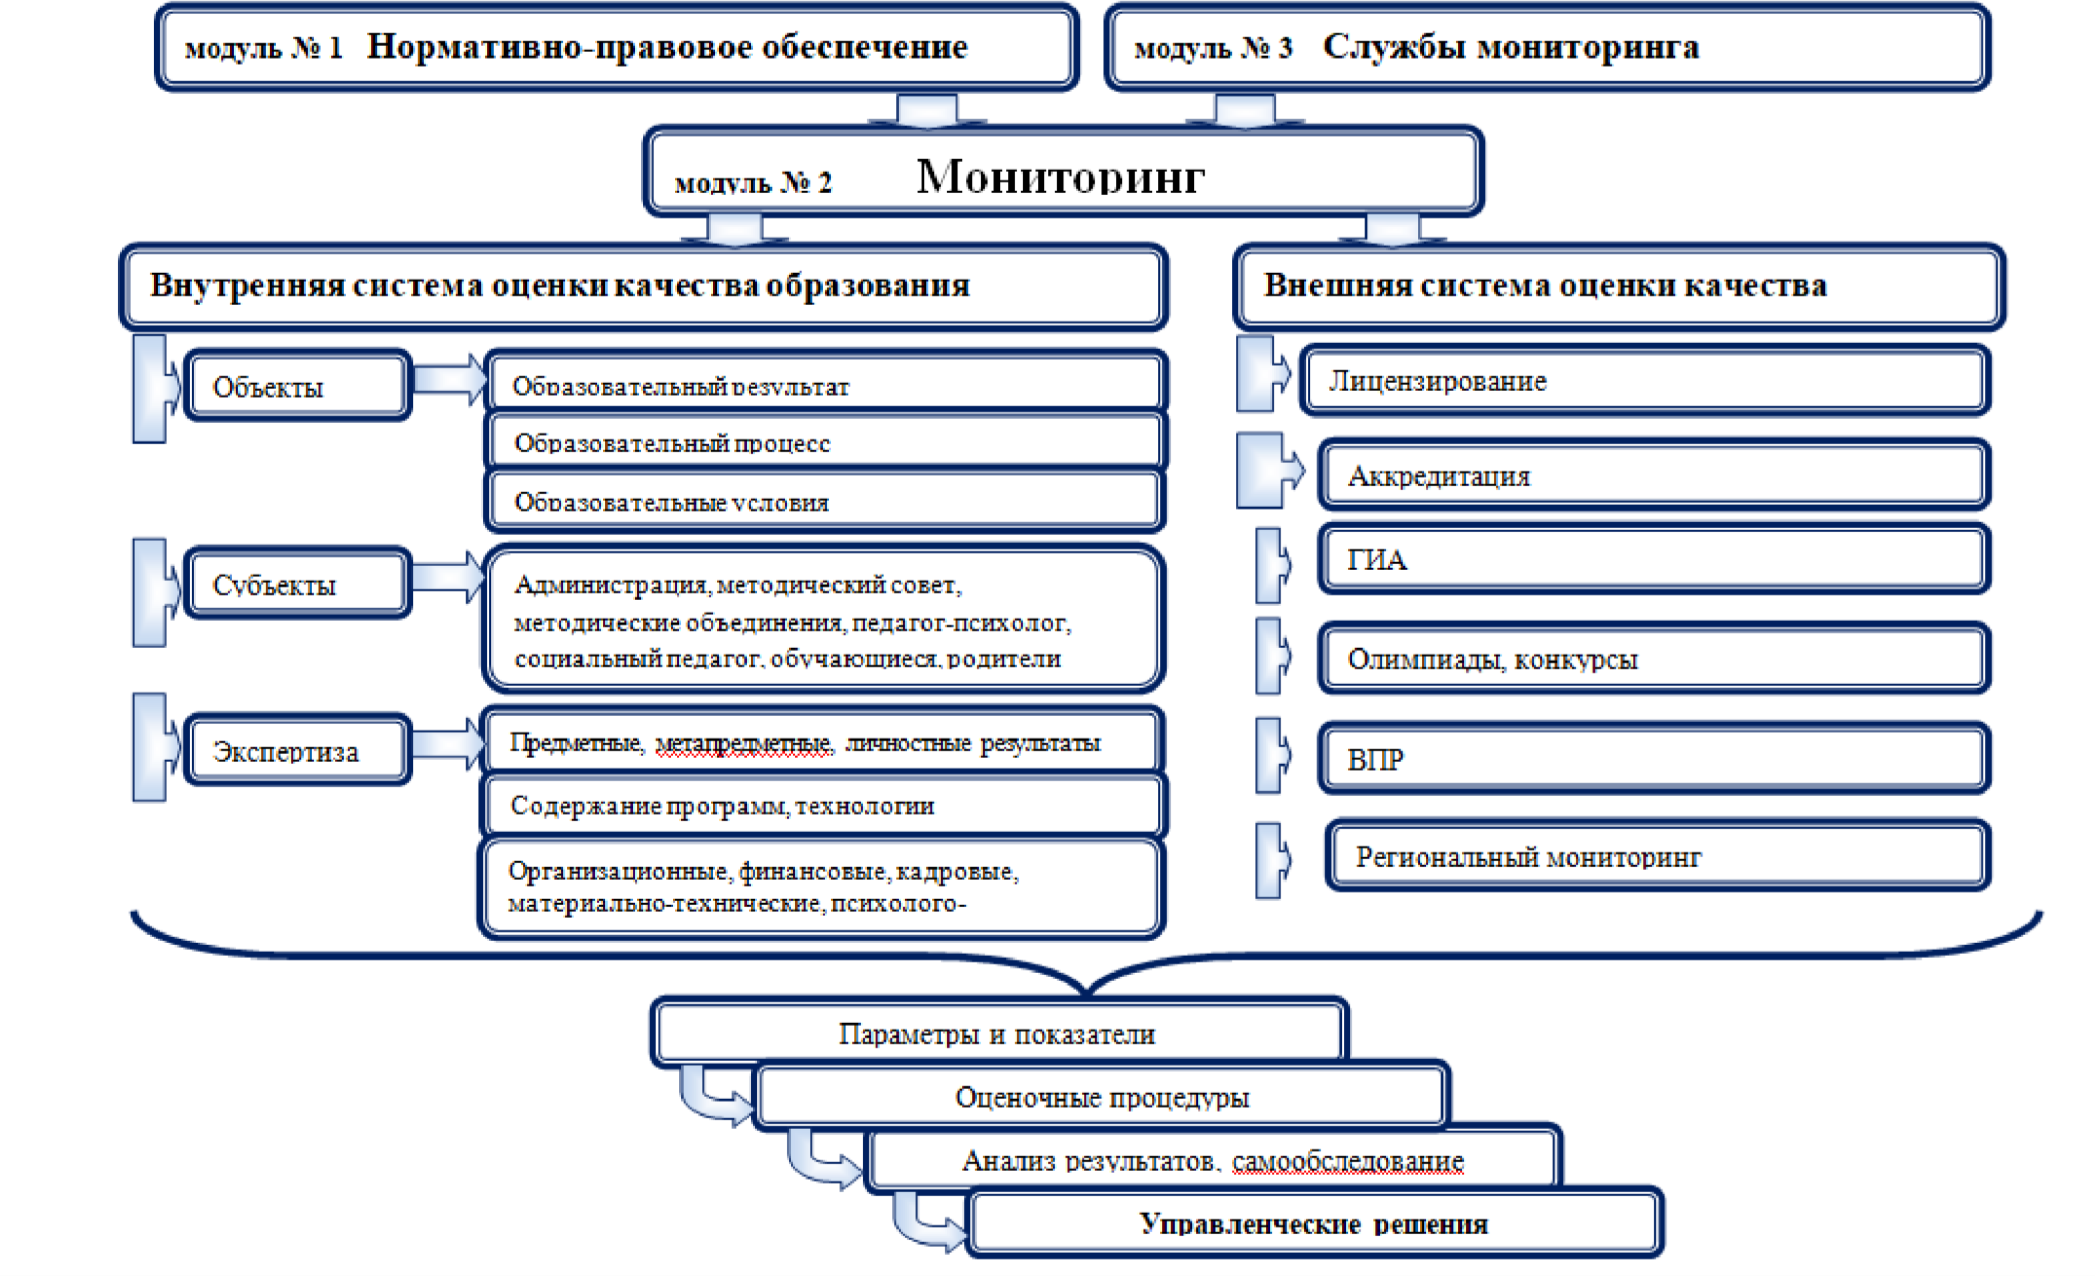 модуль № 1 Нормативно-правовое обеспечение
модуль № 3 Службы мониторинга
модуль № 2 Мониторинг
Внутренняя система оценки качества образования
Объекты
Образовательный результат
Образовательный процесс
Образовательные условия
Субъекты
Администрация, методический совет,
методические объединения, педагог-психолог,
социальный педагог, обучающиеся, родители
Экспертиза
Предметные, метапредметные, личностные результаты
Содержание программ, технологии
Организационные, финансовые, кадровые,
материально-технические, психолого-
Внешняя система оценки качества
Лицензирование
Аккредитация
ГИА
Олимпиады, конкурсы
ВПР
Региональный мониторинг
Параметры и показатели
Оценочные процедуры
Анализ результатов, самообследование
Управленческие решения